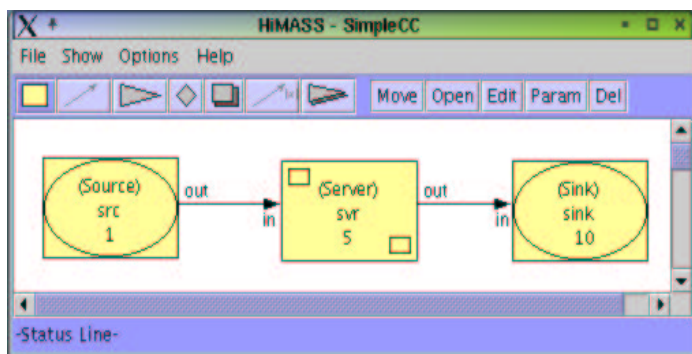 HiMASS - SimpleCC
File Show Options Help
Move Open Edit Param Del
(Source)
src
1
out
in
(Server)
svr
5
out
in
(Sink)
sink
10
-Status Line-